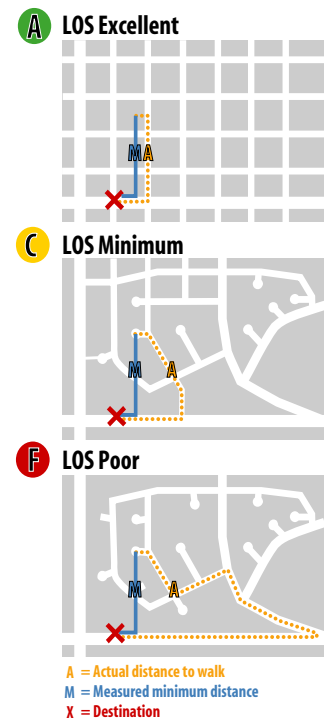 A LOS Excellent
M A
C LOS Minimum
M A
F LOS Poor
M A
A = Actual distance to walk
M = Measured minimum distance
X = Destination